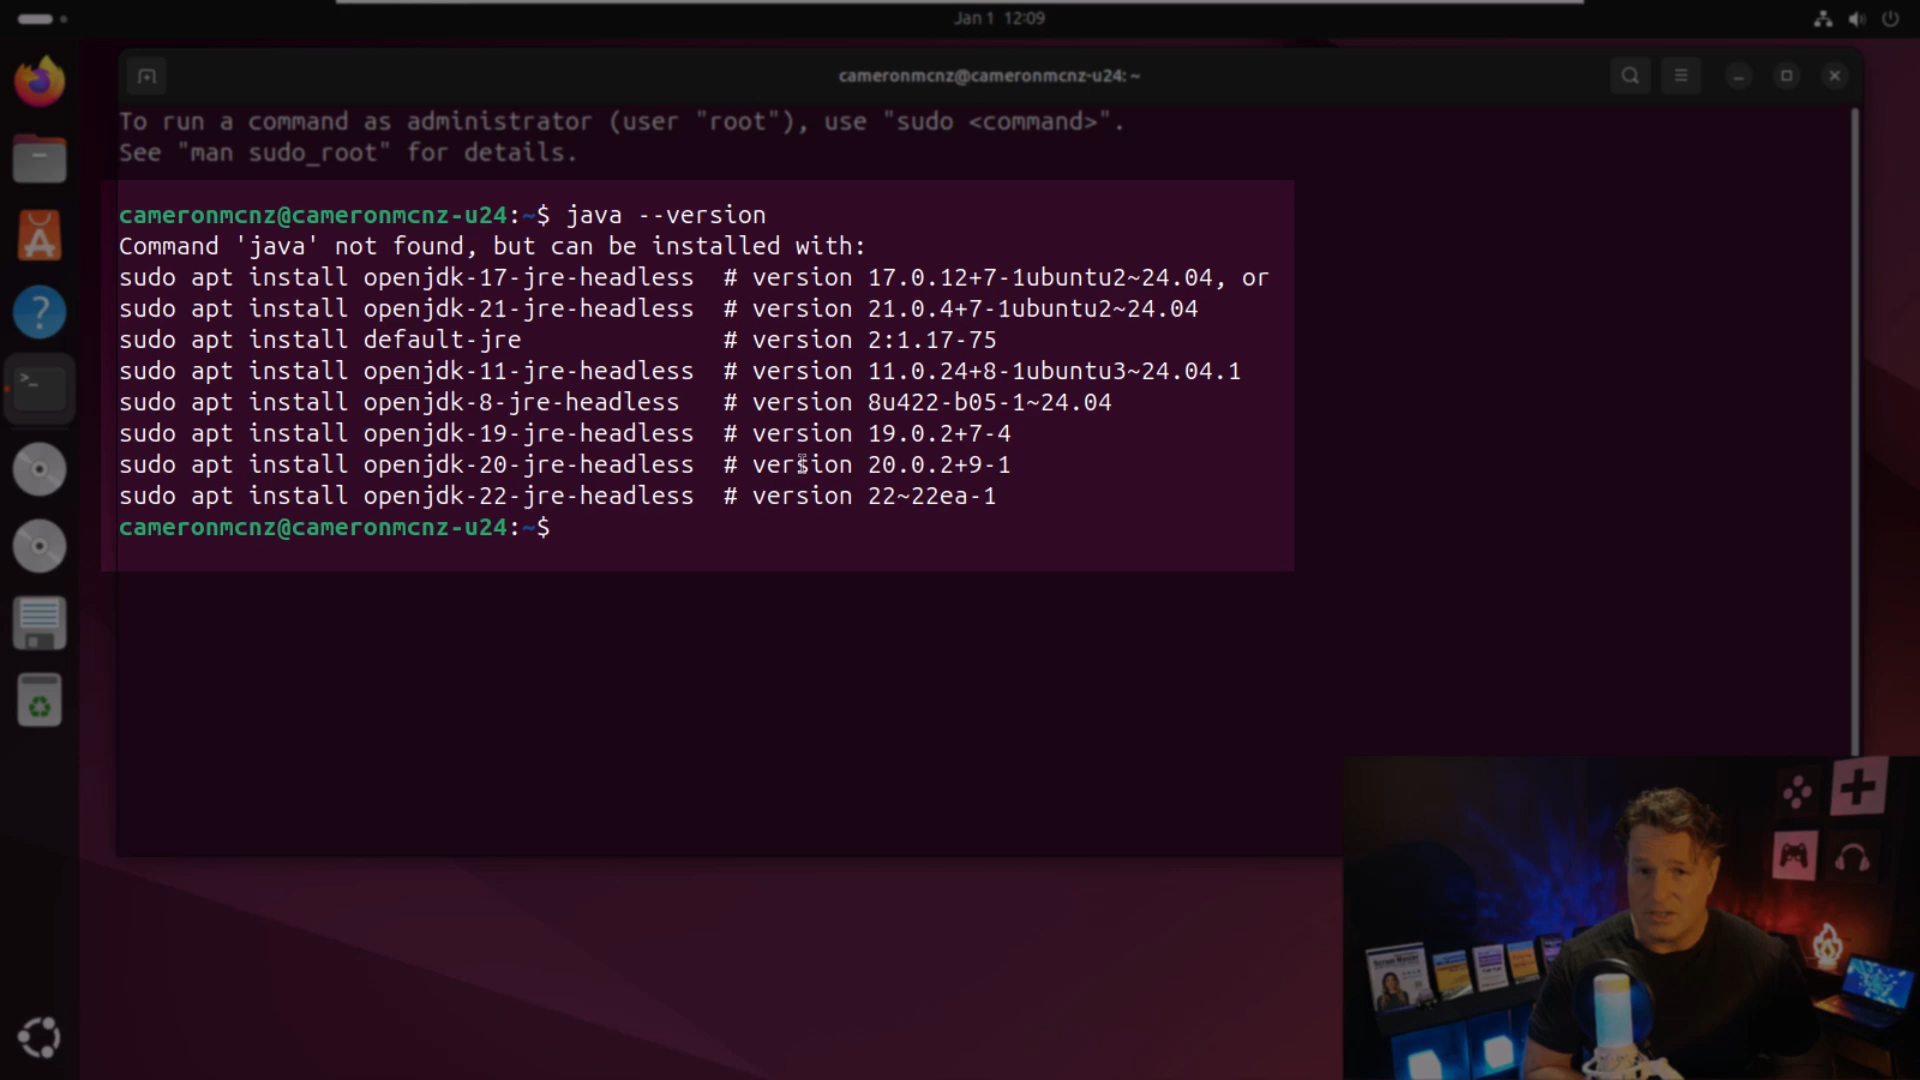 Jan 1 12:09
cameronmcnz@cameronmcnz-u24: ~
To run a command as administrator (user "root"), use "sudo <command>".
See "man sudo_root" for details.
cameronmcnz@cameronmcnz-u24:~$ java --version
Command 'java' not found, but can be installed with:
sudo apt install openjdk-17-jre-headless  # version 17.0.12+7-1ubuntu2~24.04, or
sudo apt install openjdk-21-jre-headless  # version 21.0.4+7-1ubuntu2~24.04
sudo apt install default-jre              # version 2:1.17-75
sudo apt install openjdk-11-jre-headless  # version 11.0.24+8-1ubuntu3~24.04.1
sudo apt install openjdk-8-jre-headless   # version 8u422-b05-1~24.04
sudo apt install openjdk-19-jre-headless  # version 19.0.2+7-4
sudo apt install openjdk-20-jre-headless  # version 20.0.2+9-1
sudo apt install openjdk-22-jre-headless  # version 22~22ea-1
cameronmcnz@cameronmcnz-u24:~$